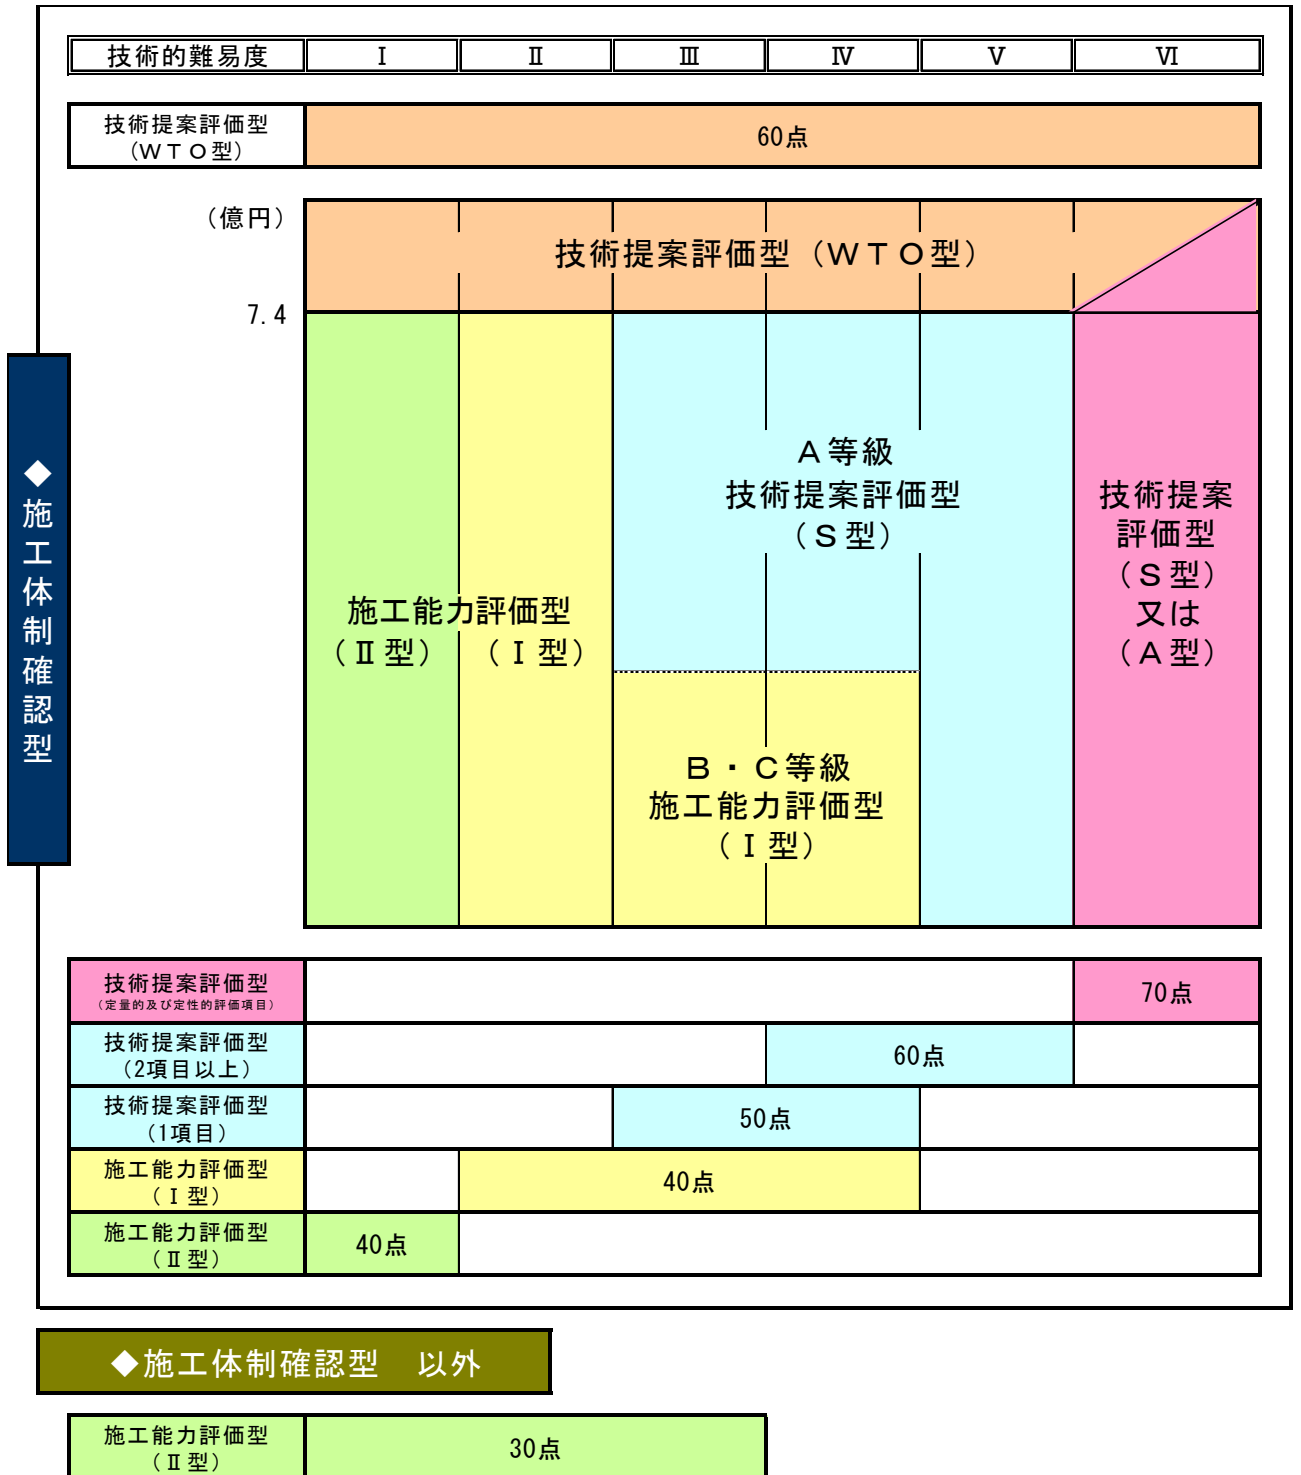 技術的難易度 Ⅰ Ⅱ Ⅲ Ⅳ Ⅴ Ⅵ
技術提案評価型
（ＷＴＯ型）
60点
（億円）
技術提案評価型（ＷＴＯ型）
7.4
◆施工体制確認型
Ａ等級
技術提案評価型
（Ｓ型）
技術提案
評価型
（Ｓ型）
又は
（Ａ型）
施工能力評価型
（Ⅱ型） （Ⅰ型）
Ｂ・Ｃ等級
施工能力評価型
（Ⅰ型）
技術提案評価型
（定量的及び定性的評価項目）
70点
技術提案評価型
（2項目以上）
60点
技術提案評価型
（1項目）
50点
施工能力評価型
（Ⅰ型）
40点
施工能力評価型
（Ⅱ型）
40点
◆施工体制確認型　以外
施工能力評価型
（Ⅱ型）
30点